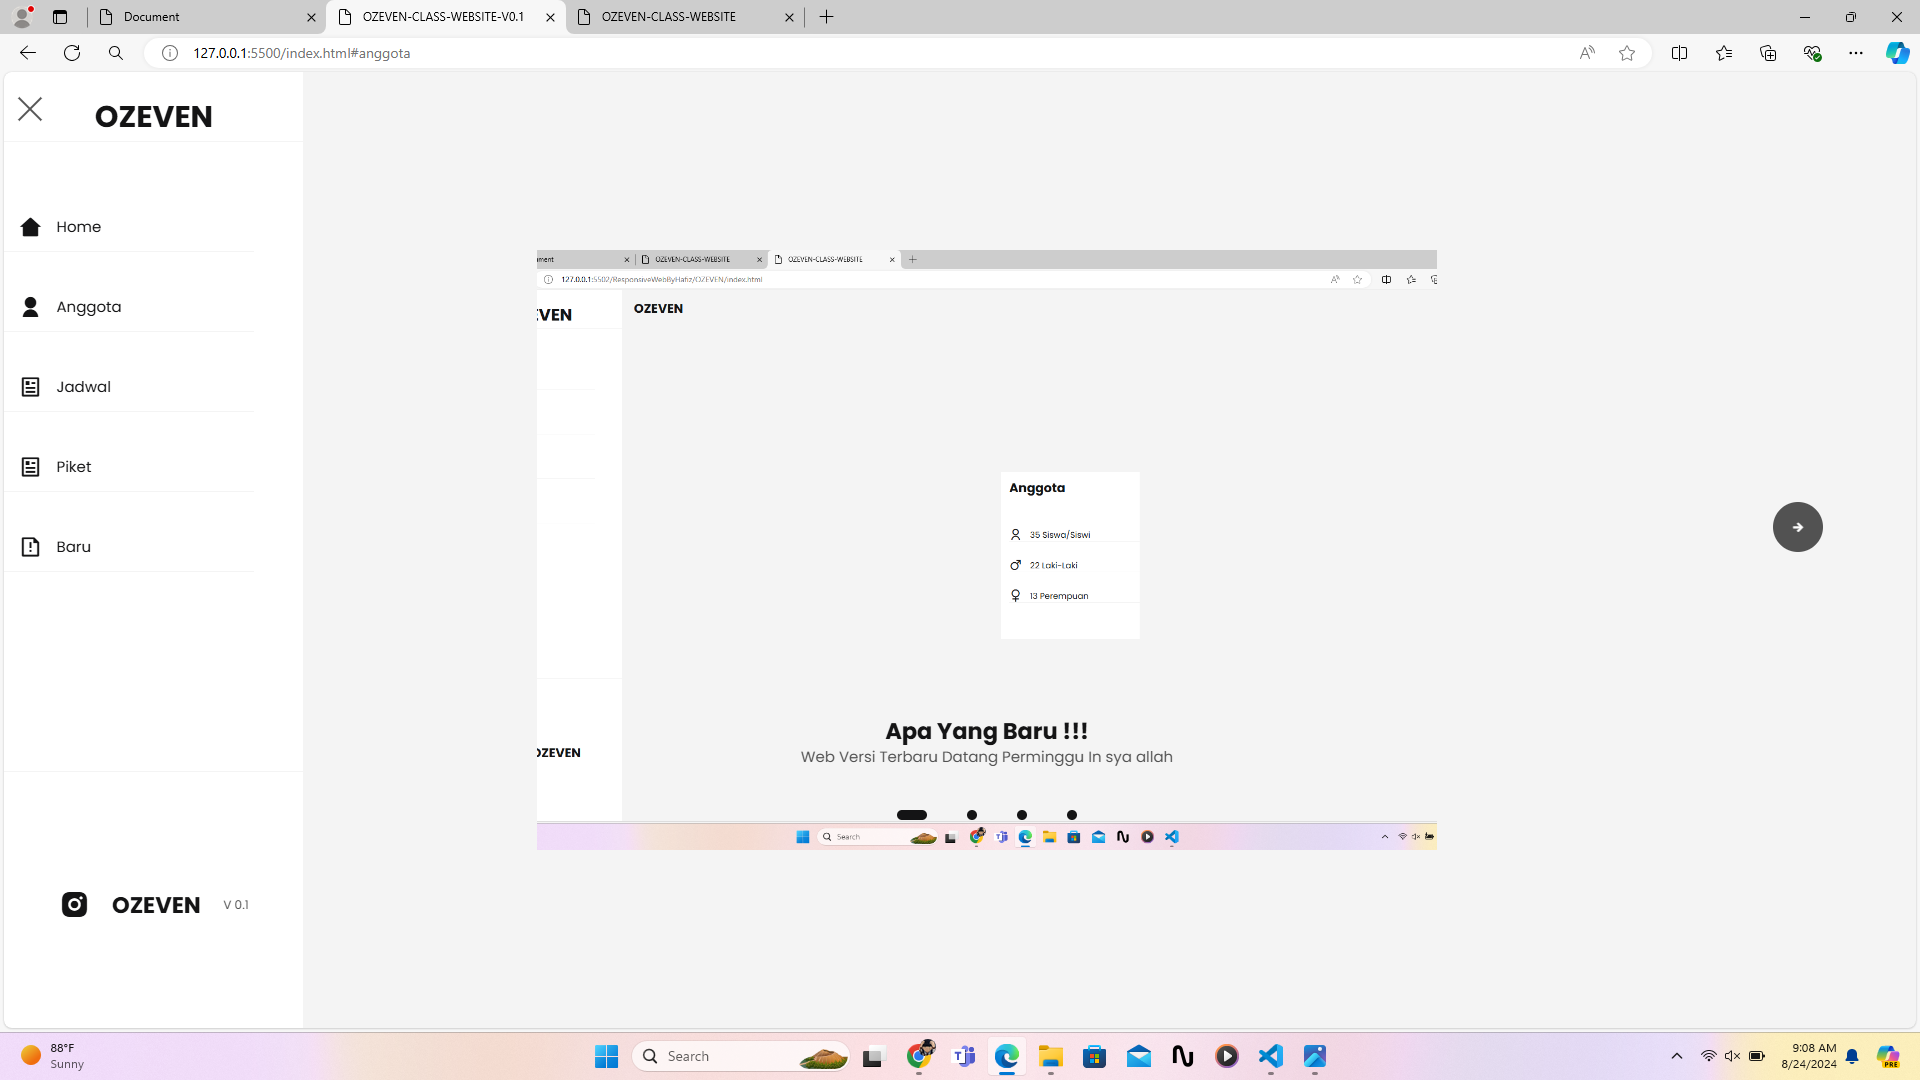 Document
OZEVEN-CLASS-WEBSITE-V0.1
OZEVEN-CLASS-WEBSITE
127.0.0.1:5500/index.html#anggota
OZEVEN
Home
Anggota
Jadwal
Piket
Baru
OZEVEN V 0.1
ument
OZEVEN-CLASS-WEBSITE
OZEVEN-CLASS-WEBSITE
127.0.0.1:5502/ResponsiveWebByHafiz/OZEVEN/index.html
EVEN
OZEVEN
Anggota
35 Siswa/Siswi
22 Laki-Laki
13 Perempuan
Apa Yang Baru !!!
Web Versi Terbaru Datang Perminggu In sya allah
OZEVEN
Search
88°F
Sunny
Search
9:08 AM
8/24/2024
PRE